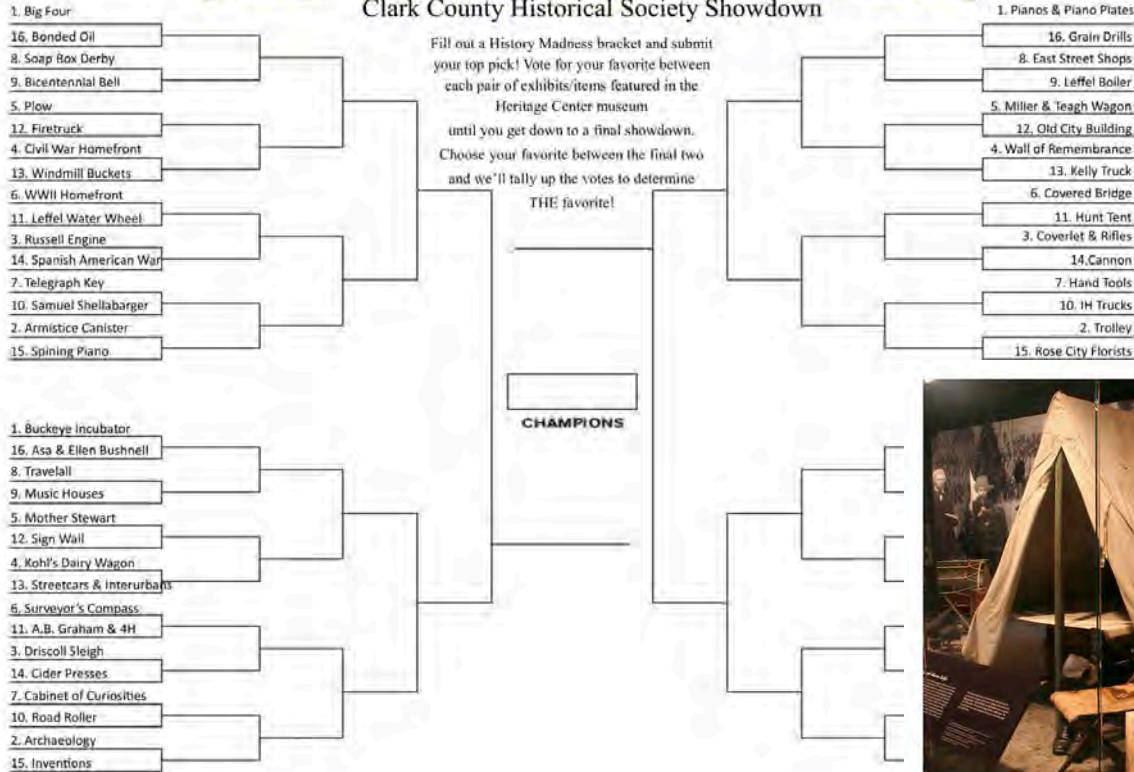 Clark County Historical Society Showdown
Fill out a History Madness bracket and submit
your top pick! Vote for your favorite between
each pair of exhibits/items featured in the
Heritage Center museum
until you get down to a final showdown.
Choose your favorite between the final two
and we'll tally up the votes to determine
THE favorite!
1. Big Four
16. Bonded Oil
8. Soap Box Derby
9. Bicentennial Bell
5. Plow
12. Firetruck
4. Civil War Homefront
13. Windmill Buckets
6. WWII Homefront
11. Leffel Water Wheel
3. Russell Engine
14. Spanish American War
7. Telegraph Key
10. Samuel Shellabarger
2. Armistice Canister
15. Spining Piano
1. Buckeye Incubator
16. Asa & Ellen Bushnell
8. Travelall
9. Music Houses
5. Mother Stewart
12. Sign Wall
4. Kohl's Dairy Wagon
13. Streetcars & Interurbans
6. Surveyor's Compass
11. A.B. Graham & 4H
3. Driscoll Sleigh
14. Cider Presses
7. Cabinet of Curiosities
10. Road Roller
2. Archaeology
15. Inventions
CHAMPIONS
1. Pianos & Piano Plates
16. Grain Drills
8. East Street Shops
9. Leffel Boiler
5. Miller & Teagh Wagon
12. Old City Building
4. Wall of Remembrance
13. Kelly Truck
6. Covered Bridge
11. Hunt Tent
3. Coverlet & Rifles
14.Cannon
7. Hand Tools
10. IH Trucks
2. Trolley
15. Rose City Florists